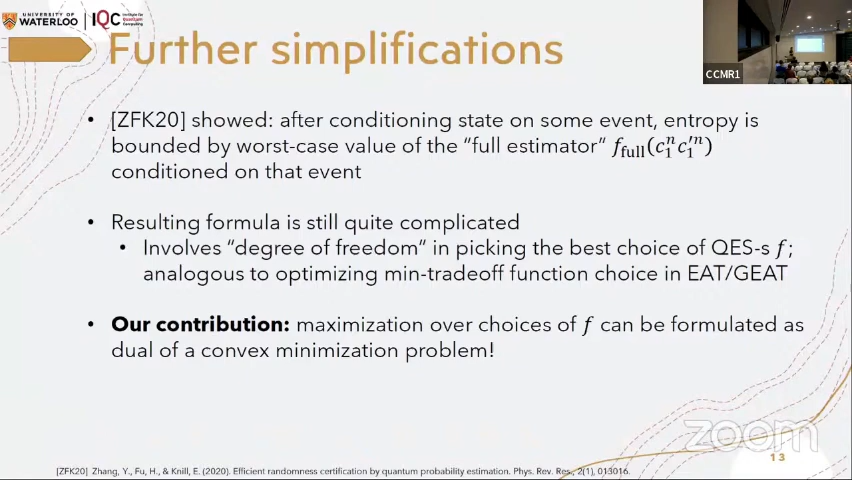 UNIVERSITY OF
WATERLOO
IQC
Institute for
Quantum
Computing
Further simplifications
CCMR1
• [ZFK20] showed: after conditioning state on some event, entropy is
bounded by worst-case value of the “full estimator” f_full(c_1^n c_1'^n)
conditioned on that event
• Resulting formula is still quite complicated
• Involves “degree of freedom” in picking the best choice of QES-s f;
analogous to optimizing min-tradeoff function choice in EAT/GEAT
• Our contribution: maximization over choices of f can be formulated as
dual of a convex minimization problem!
zoom
13
[ZFK20] Zhang, Y., Fu, H., & Knill, E. (2020). Efficient randomness certification by quantum probability estimation. Phys. Rev. Res., 2(1), 013016.